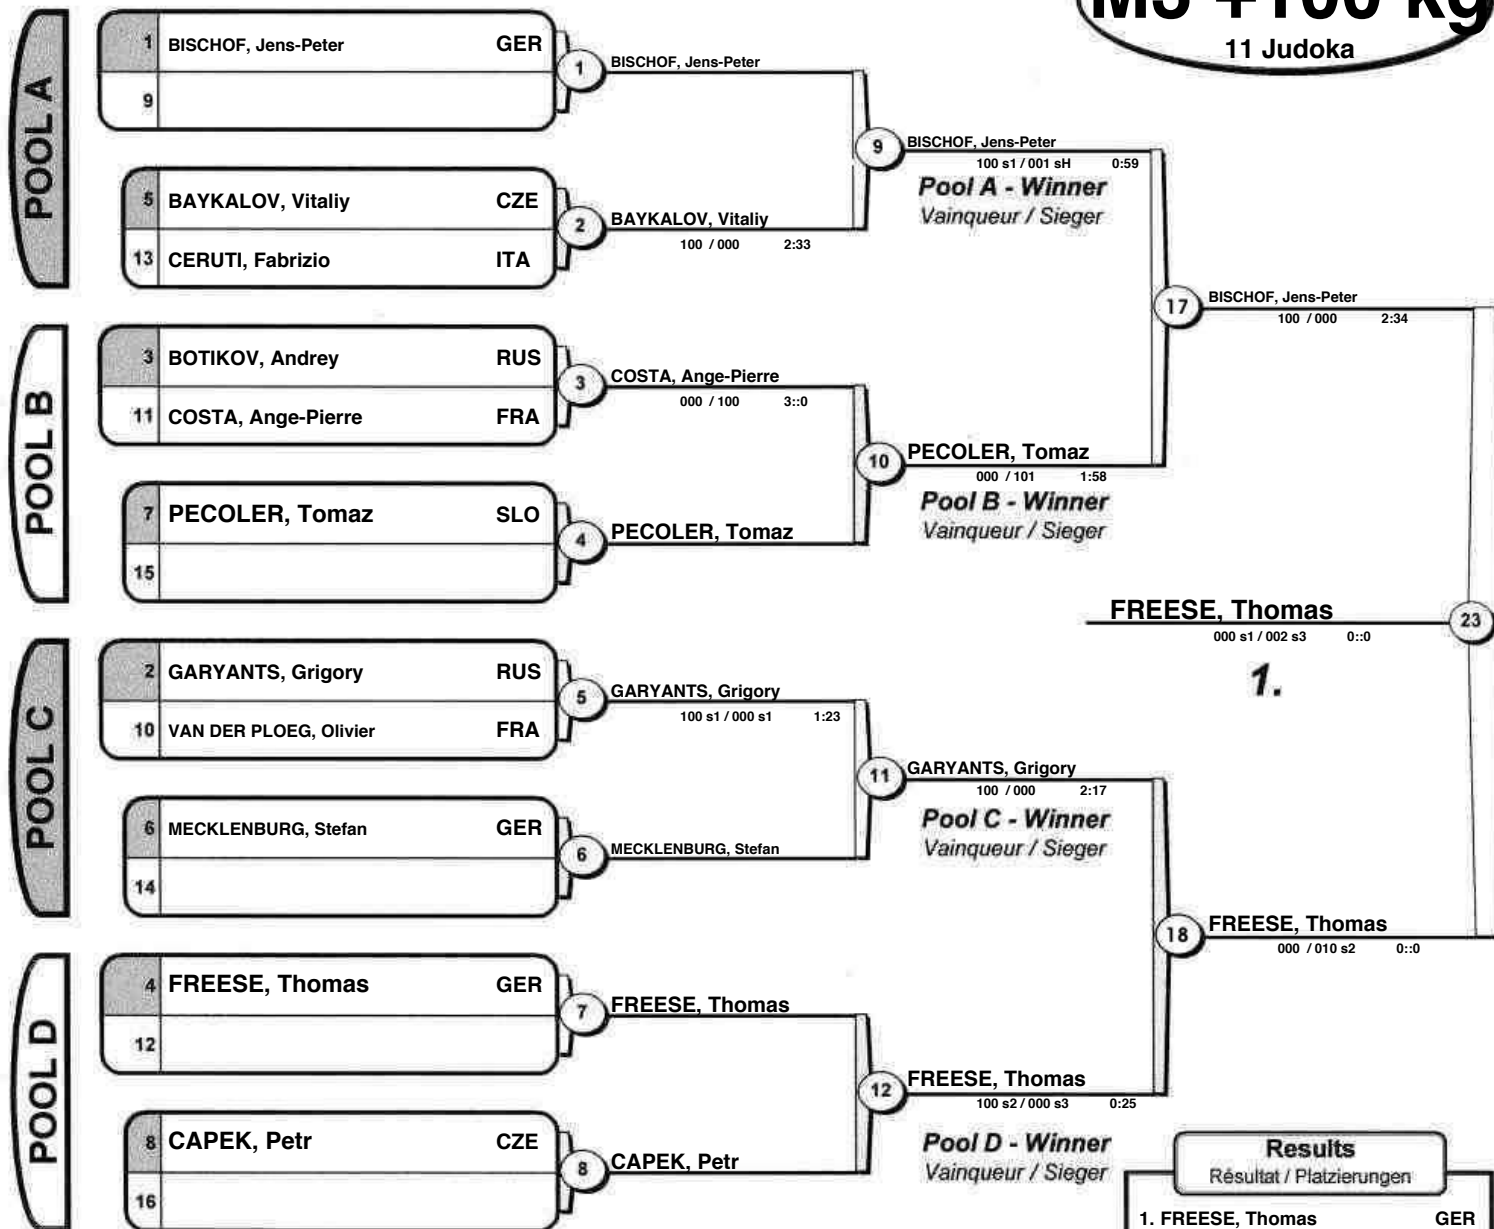 M5 +100 kg
11 Judoka
POOL A
1 BISCHOF, Jens-Peter GER
9
1 BISCHOF, Jens-Peter
5 BAYKALOV, Vitaliy CZE
13 CERUTI, Fabrizio ITA
2 BAYKALOV, Vitaliy
100 / 000 2:33
9 BISCHOF, Jens-Peter
100 s1 / 001 sH 0:59
Pool A - Winner
Vainqueur / Sieger
POOL B
3 BOTIKOV, Andrey RUS
11 COSTA, Ange-Pierre FRA
3 COSTA, Ange-Pierre
000 / 100 3::0
7 PECOLER, Tomaz SLO
15
4 PECOLER, Tomaz
10 PECOLER, Tomaz
000 / 101 1:58
Pool B - Winner
Vainqueur / Sieger
17 BISCHOF, Jens-Peter
100 / 000 2:34
FREESE, Thomas 23
000 s1 / 002 s3 0::0
1.
POOL C
2 GARYANTS, Grigory RUS
10 VAN DER PLOEG, Olivier FRA
5 GARYANTS, Grigory
100 s1 / 000 s1 1:23
6 MECKLENBURG, Stefan GER
14
6 MECKLENBURG, Stefan
11 GARYANTS, Grigory
100 / 000 2:17
Pool C - Winner
Vainqueur / Sieger
18 FREESE, Thomas
000 / 010 s2 0::0
POOL D
4 FREESE, Thomas GER
12
7 FREESE, Thomas
8 CAPEK, Petr CZE
16
8 CAPEK, Petr
12 FREESE, Thomas
100 s2 / 000 s3 0:25
Pool D - Winner
Vainqueur / Sieger
Results
Résultat / Platzierungen
1. FREESE, Thomas GER